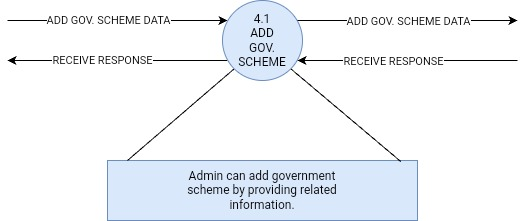 ADD GOV. SCHEME DATA
4.1
ADD
GOV.
SCHEME
ADD GOV. SCHEME DATA
RECEIVE RESPONSE
RECEIVE RESPONSE
Admin can add government
scheme by providing related
information.